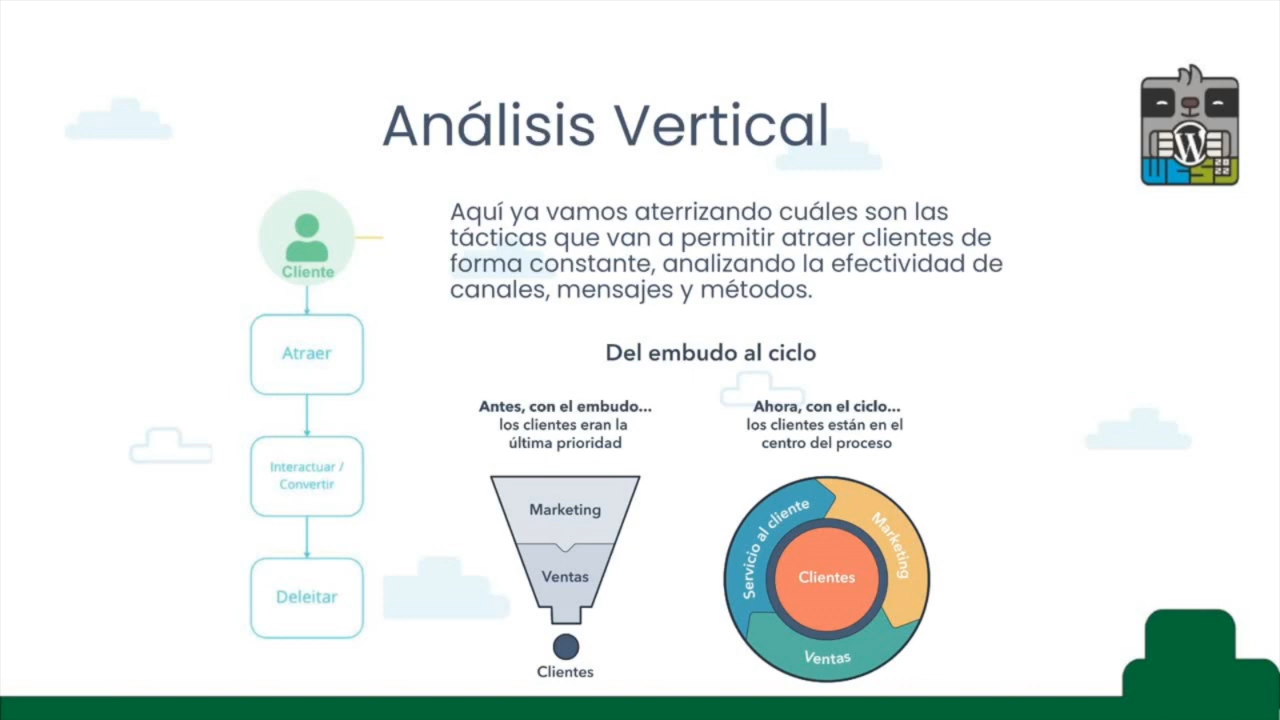 Análisis Vertical
Cliente
Atraer
Interactuar /
Convertir
Deleitar
Aquí ya vamos aterrizando cuáles son las
tácticas que van a permitir atraer clientes de
forma constante, analizando la efectividad de
canales, mensajes y métodos.
Del embudo al ciclo
Antes, con el embudo...
los clientes eran la
última prioridad
Marketing
Ventas
Clientes
Ahora, con el ciclo...
los clientes están en el
centro del proceso
Servicio al cliente
Marketing
Clientes
Ventas
W